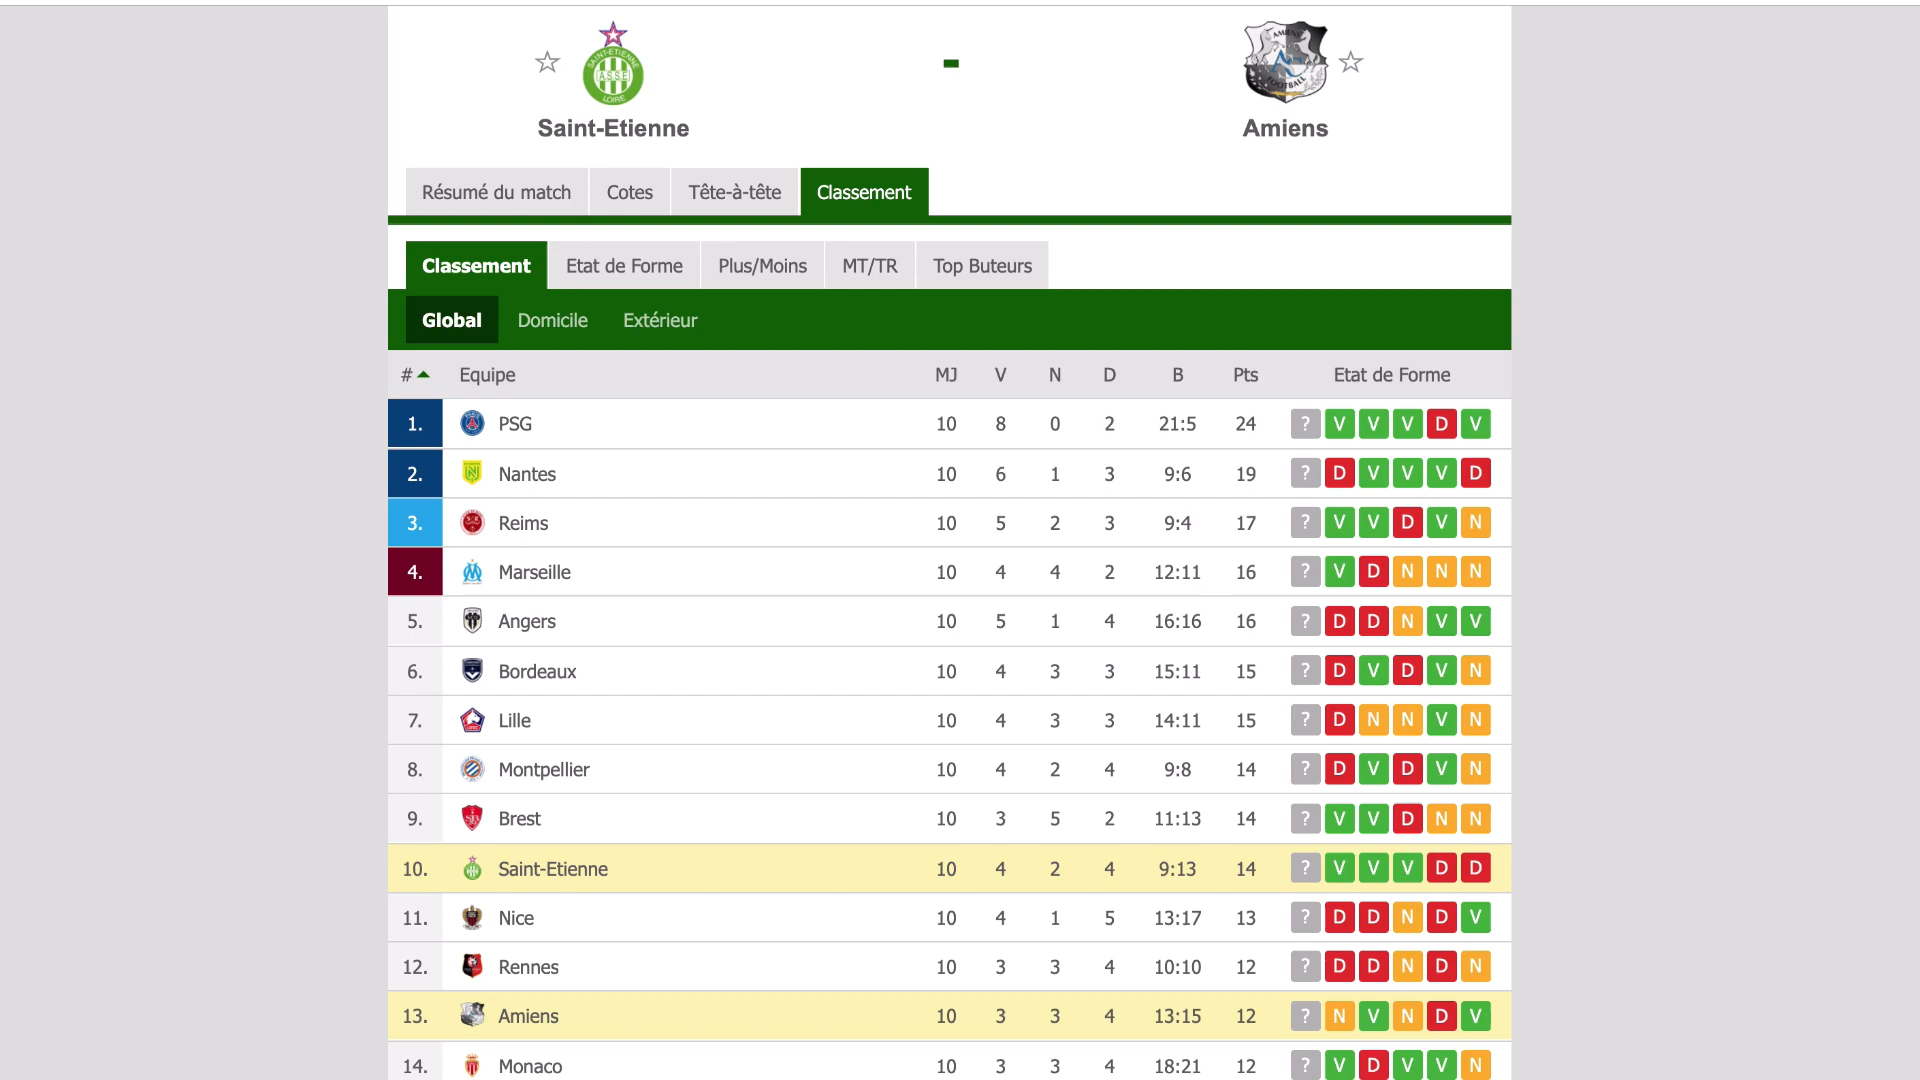 Saint-Etienne
-
Amiens
Résumé du match Cotes Tête-à-tête Classement
Classement Etat de Forme Plus/Moins MT/TR Top Buteurs
Global Domicile Extérieur
# Equipe MJ V N D B Pts Etat de Forme
1. PSG 10 8 0 2 21:5 24 ? V V V D V
2. Nantes 10 6 1 3 9:6 19 ? D V V V D
3. Reims 10 5 2 3 9:4 17 ? V V D V N
4. Marseille 10 4 4 2 12:11 16 ? V D N N N
5. Angers 10 5 1 4 16:16 16 ? D D N V V
6. Bordeaux 10 4 3 3 15:11 15 ? D V D V N
7. Lille 10 4 3 3 14:11 15 ? D N N V N
8. Montpellier 10 4 2 4 9:8 14 ? D V D V N
9. Brest 10 3 5 2 11:13 14 ? V V D N N
10. Saint-Etienne 10 4 2 4 9:13 14 ? V V V D D
11. Nice 10 4 1 5 13:17 13 ? D D N D V
12. Rennes 10 3 3 4 10:10 12 ? D D N D N
13. Amiens 10 3 3 4 13:15 12 ? N V N D V
14. Monaco 10 3 3 4 18:21 12 ? V D V V N